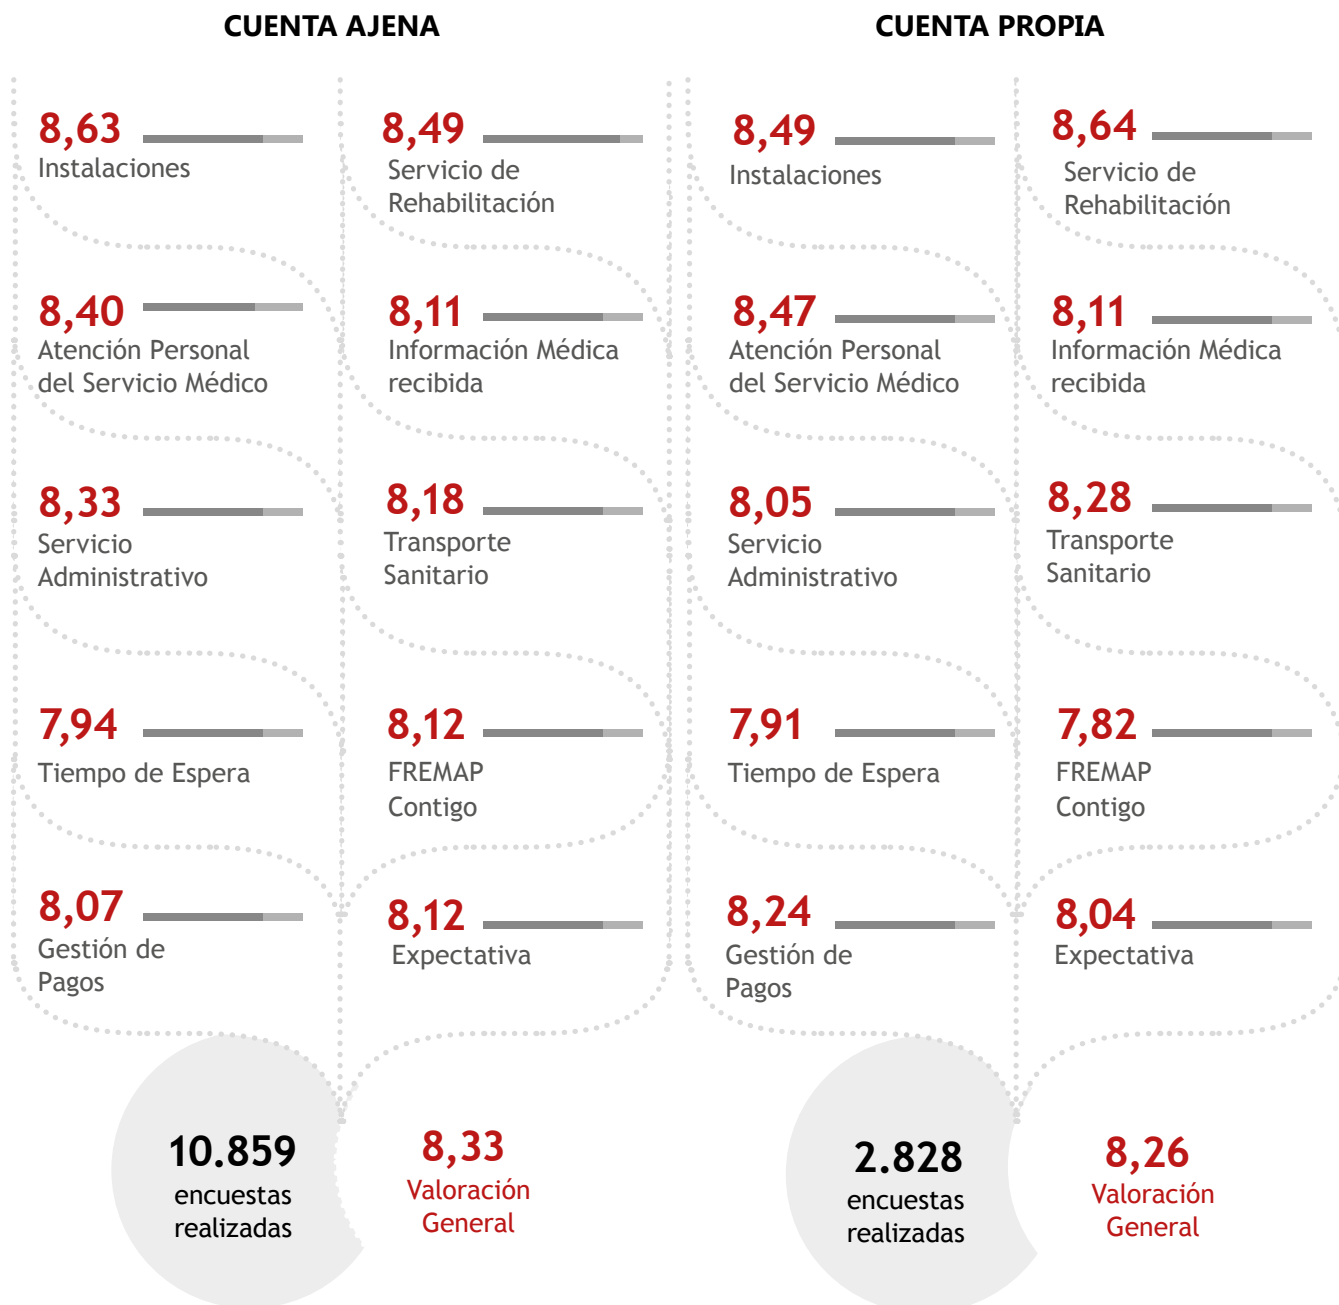 CUENTA AJENA
8,63
Instalaciones
8,49
Servicio de
Rehabilitación
8,40
Atención Personal
del Servicio Médico
8,11
Información Médica
recibida
8,33
Servicio
Administrativo
8,18
Transporte
Sanitario
7,94
Tiempo de Espera
8,12
FREMAP
Contigo
8,07
Gestión de
Pagos
8,12
Expectativa
10.859
encuestas
realizadas
8,33
Valoración
General
CUENTA PROPIA
8,49
Instalaciones
8,64
Servicio de
Rehabilitación
8,47
Atención Personal
del Servicio Médico
8,11
Información Médica
recibida
8,05
Servicio
Administrativo
8,28
Transporte
Sanitario
7,91
Tiempo de Espera
7,82
FREMAP
Contigo
8,24
Gestión de
Pagos
8,04
Expectativa
2.828
encuestas
realizadas
8,26
Valoración
General